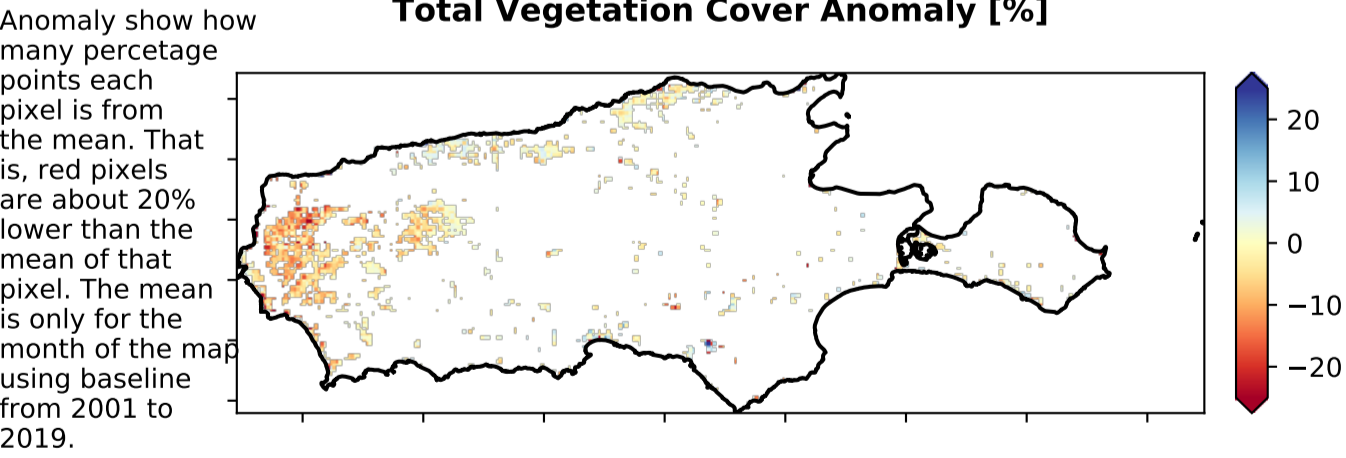 Total Vegetation Cover Anomaly [%]
Anomaly show how
many percetage
points each
pixel is from
the mean. That
is, red pixels
are about 20%
lower than the
mean of that
pixel. The mean
is only for the
month of the map
using baseline
from 2001 to
2019.
20
10
0
−10
−20